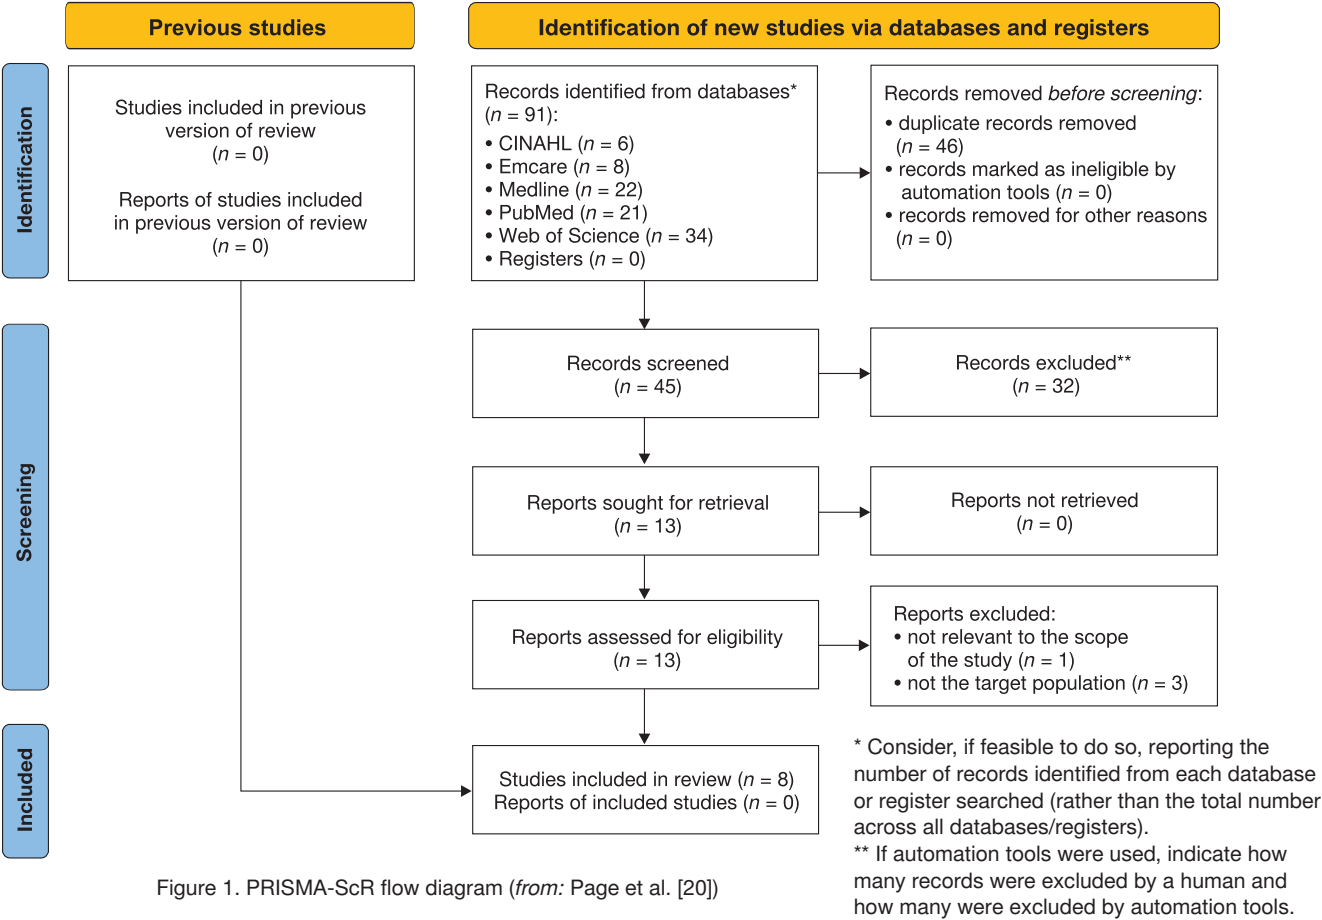 Previous studies
Identification of new studies via databases and registers
Identification
Studies included in previous
version of review
(n = 0)
Reports of studies included
in previous version of review
(n = 0)
Records identified from databases*
(n = 91):
• CINAHL (n = 6)
• Emcare (n = 8)
• Medline (n = 22)
• PubMed (n = 21)
• Web of Science (n = 34)
• Registers (n = 0)
Records removed before screening:
• duplicate records removed
(n = 46)
• records marked as ineligible by
automation tools (n = 0)
• records removed for other reasons
(n = 0)
Screening
Records screened
(n = 45)
Records excluded**
(n = 32)
Reports sought for retrieval
(n = 13)
Reports not retrieved
(n = 0)
Reports assessed for eligibility
(n = 13)
Reports excluded:
• not relevant to the scope
of the study (n = 1)
• not the target population (n = 3)
Included
Studies included in review (n = 8)
Reports of included studies (n = 0)
* Consider, if feasible to do so, reporting the
number of records identified from each database
or register searched (rather than the total number
across all databases/registers).
** If automation tools were used, indicate how
many records were excluded by a human and
how many were excluded by automation tools.
Figure 1. PRISMA-ScR flow diagram (from: Page et al. [20])